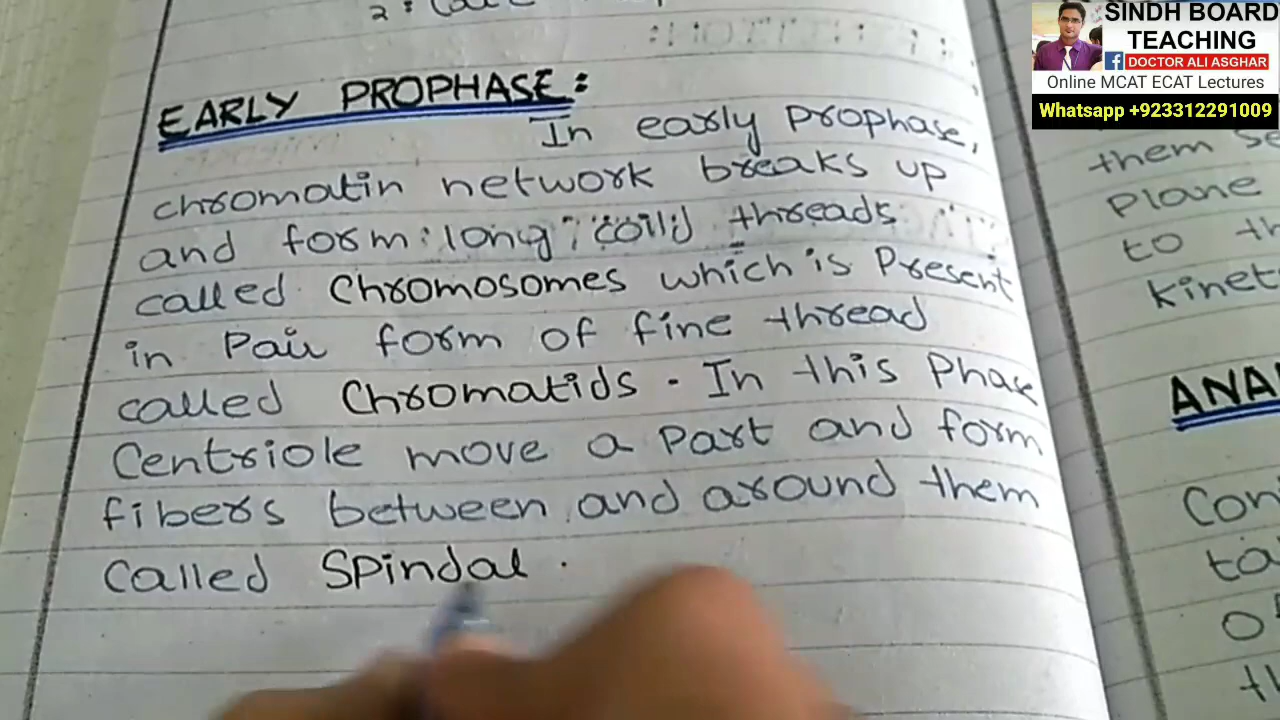 EARLY PROPHASE:
In early prophase,
chromatin network breaks up
and form long coild threads
called Chromosomes which is Present
in Pair form of fine thread
called Chromatids. In this Phase
Centriole move a Part and form
fibers between and around them
called Spindal.
them se
Plane
to th
kinet
ANA
Con
ta
of
th
SINDH BOARD
TEACHING
f DOCTOR ALI ASGHAR
Online MCAT ECAT Lectures
Whatsapp +923312291009